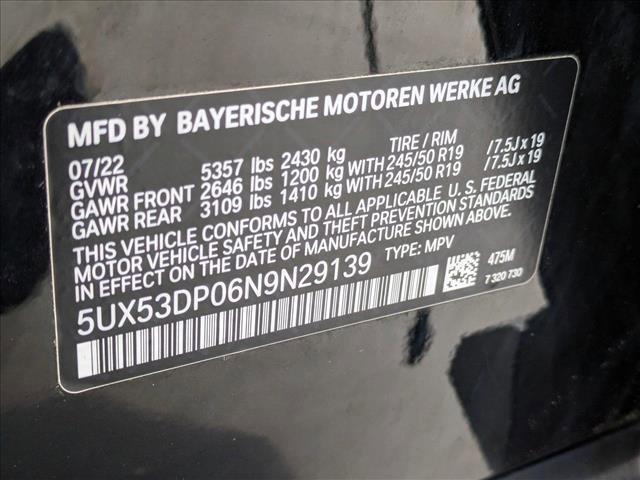 MFD BY BAYERISCHE MOTOREN WERKE AG
07/22 TIRE / RIM
GVWR 5357 lbs 2430 kg
GAWR FRONT 2646 lbs 1200 kg WITH 245/50 R19 /7.5J x 19
GAWR REAR 3109 lbs 1410 kg WITH 245/50 R19 /7.5J x 19
THIS VEHICLE CONFORMS TO ALL APPLICABLE U. S. FEDERAL
MOTOR VEHICLE SAFETY AND THEFT PREVENTION STANDARDS
IN EFFECT ON THE DATE OF MANUFACTURE SHOWN ABOVE.
5UX53DP06N9N29139 TYPE: MPV 475M
7 320 730